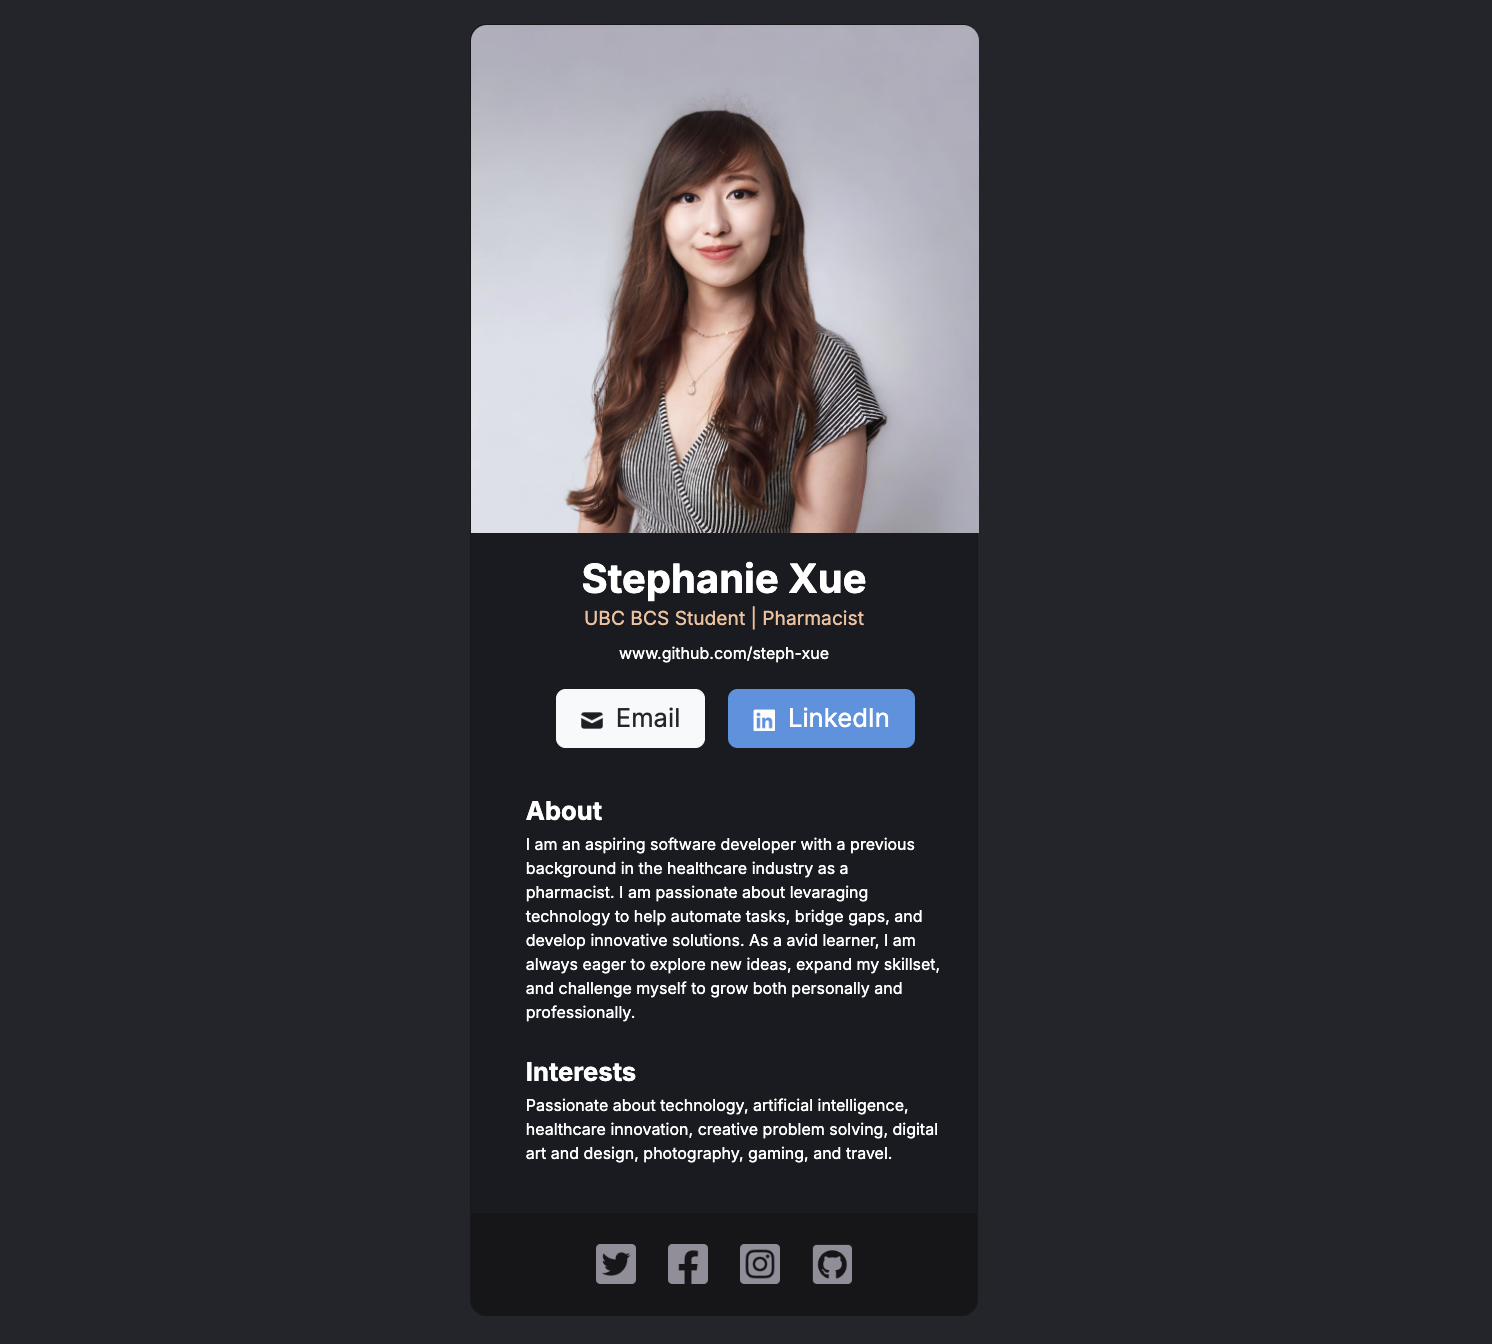 Stephanie Xue
UBC BCS Student | Pharmacist
www.github.com/steph-xue
Email
LinkedIn
About
I am an aspiring software developer with a previous
background in the healthcare industry as a
pharmacist. I am passionate about levaraging
technology to help automate tasks, bridge gaps, and
develop innovative solutions. As a avid learner, I am
always eager to explore new ideas, expand my skillset,
and challenge myself to grow both personally and
professionally.
Interests
Passionate about technology, artificial intelligence,
healthcare innovation, creative problem solving, digital
art and design, photography, gaming, and travel.